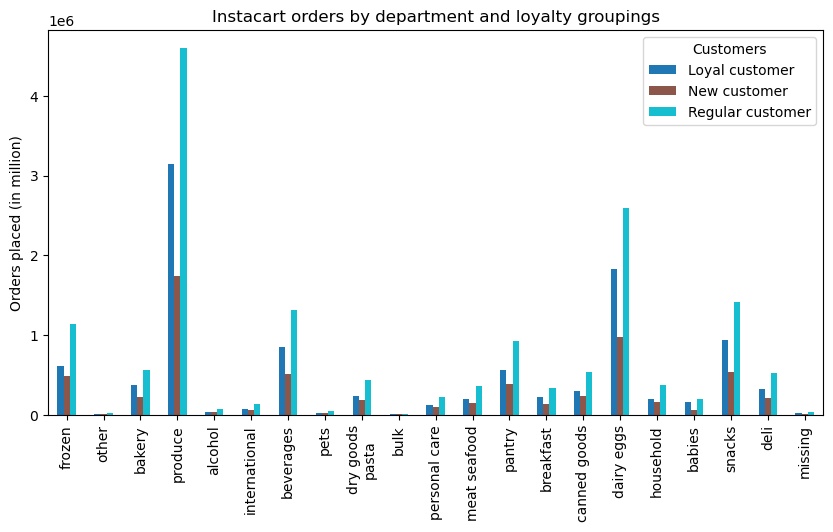 Instacart orders by department and loyalty groupings
1e6
Customers
Loyal customer
New customer
Regular customer
Orders placed (in million)
4
3
2
1
0
frozen
other
bakery
produce
alcohol
international
beverages
pets
dry goods
pasta
bulk
personal care
meat seafood
pantry
breakfast
canned goods
dairy eggs
household
babies
snacks
deli
missing